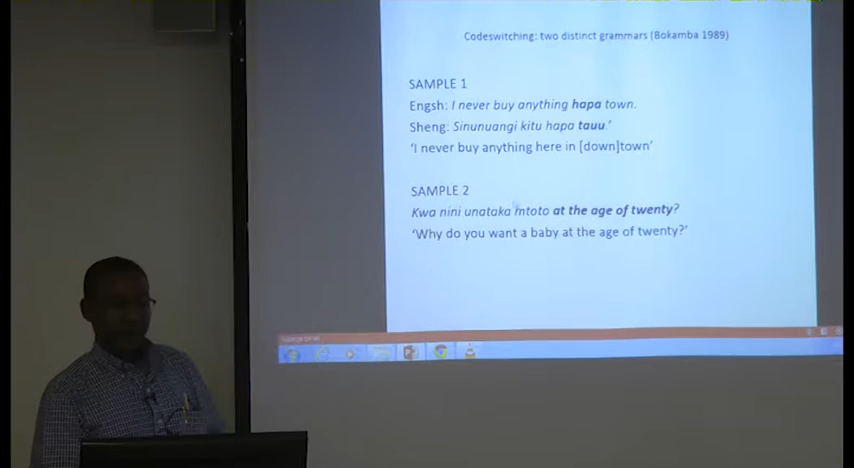 Codeswitching: two distinct grammars (Bokamba 1989)
SAMPLE 1
Engsh: I never buy anything hapa town.
Sheng: Sinunuangi kitu hapa tauu.'
'I never buy anything here in [down]town'
SAMPLE 2
Kwa nini unataka mtoto at the age of twenty?
'Why do you want a baby at the age of twenty?'